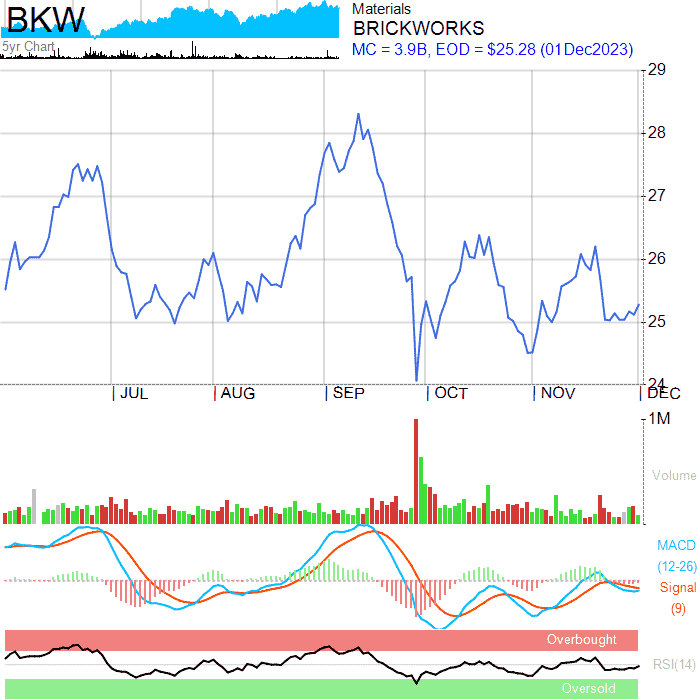 BKW
5yr Chart
Materials
BRICKWORKS
MC = 3.9B, EOD = $25.28 (01Dec2023)
29
28
27
26
25
24
JUL
AUG
SEP
OCT
NOV
DEC
1M
Volume
MACD
(12-26)
Signal
(9)
Overbought
RSI(14)
Oversold